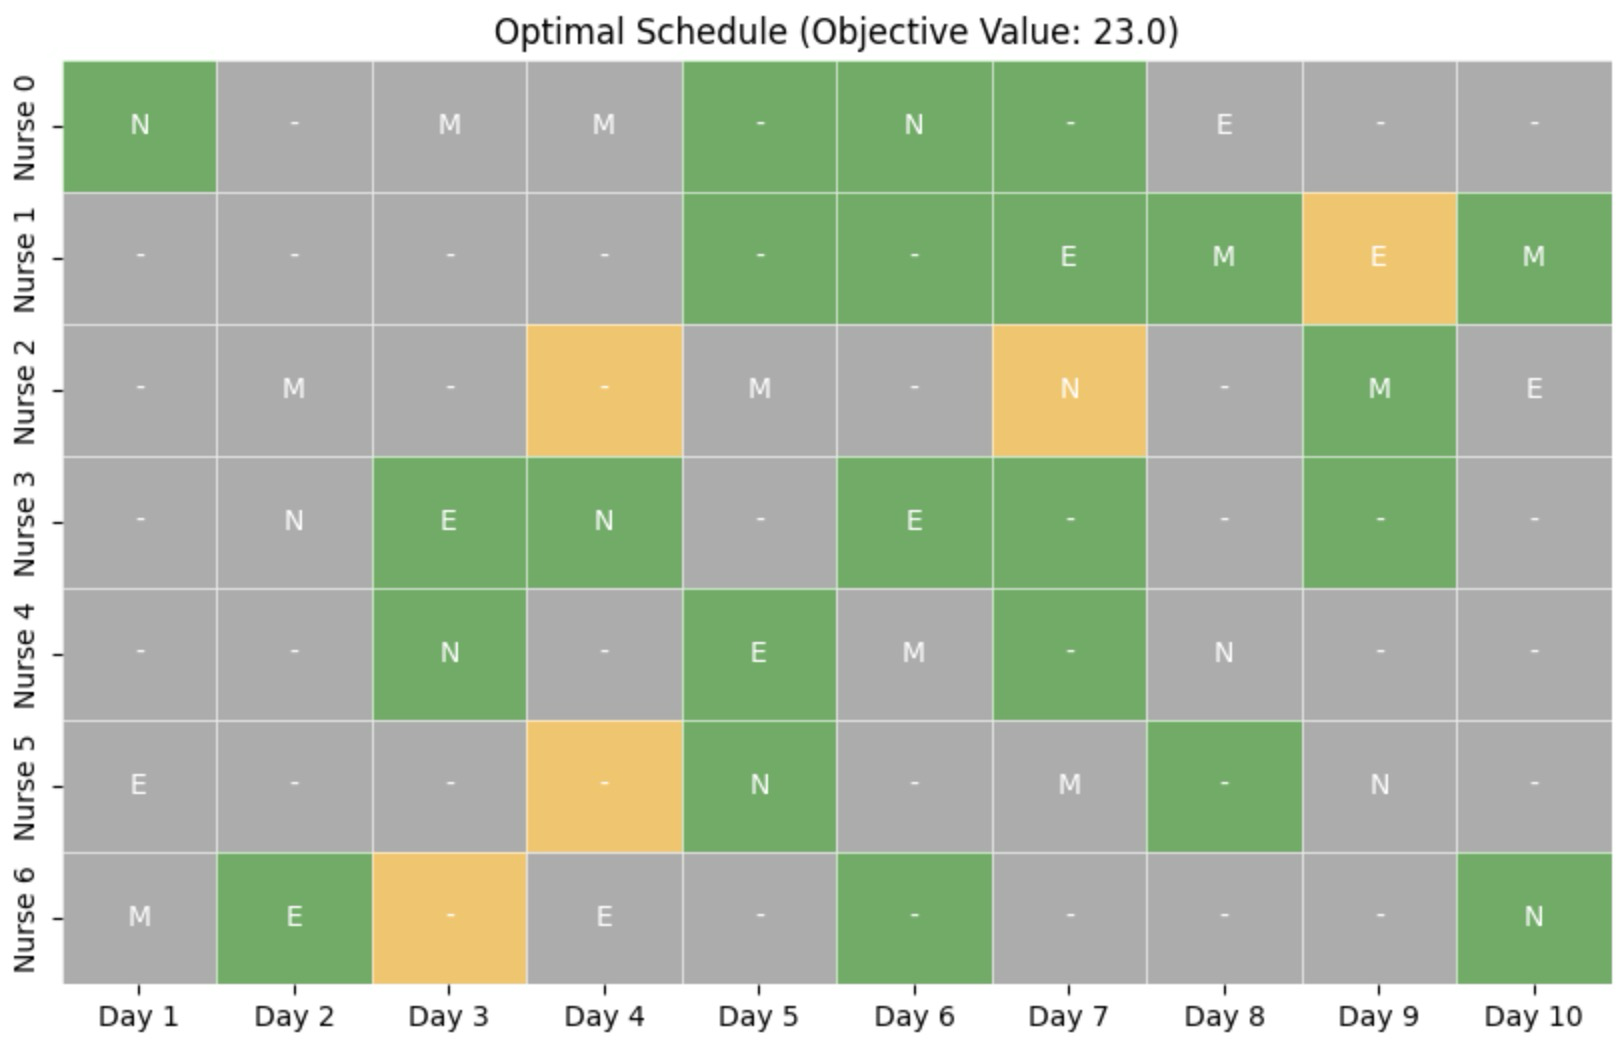 Optimal Schedule (Objective Value: 23.0)
Nurse 0 N - M M - N - E - -
Nurse 1 - - - - - - E M E M
Nurse 2 - M - - M - N - M E
Nurse 3 - N E N - E - - - -
Nurse 4 - - N - E M - N - -
Nurse 5 E - - - N - M - N -
Nurse 6 M E - E - - - - - N
Day 1 Day 2 Day 3 Day 4 Day 5 Day 6 Day 7 Day 8 Day 9 Day 10